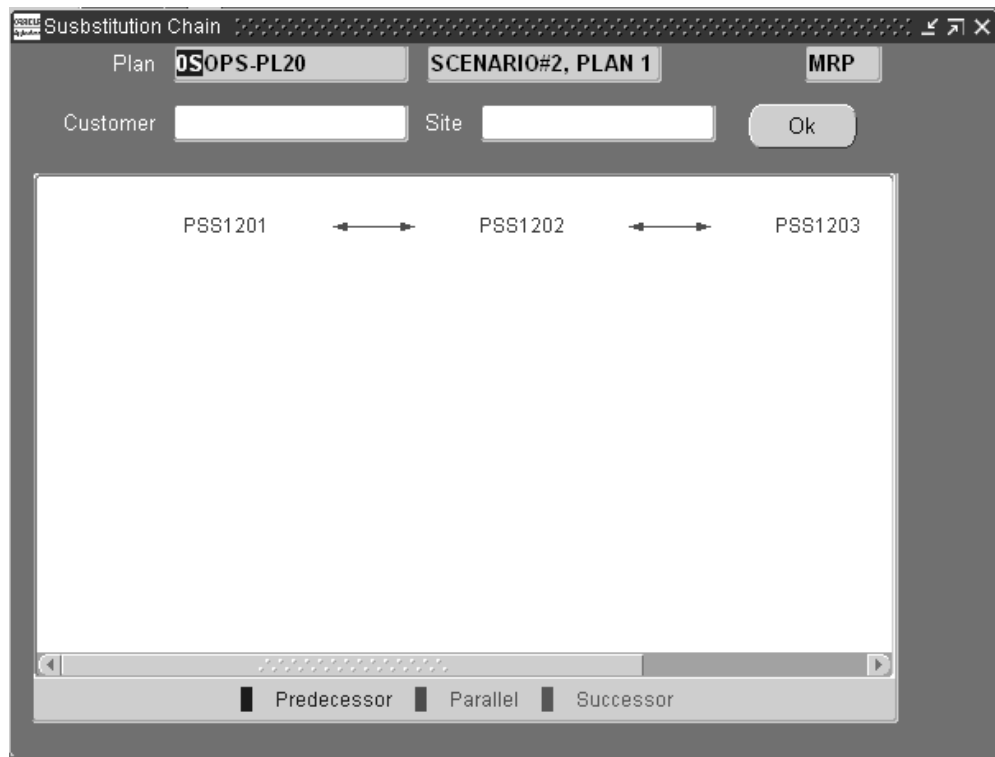 Susbstitution Chain
Plan 0SOPS-PL20 SCENARIO#2, PLAN 1 MRP
Customer Site Ok
PSS1201 PSS1202 PSS1203
Predecessor Parallel Successor